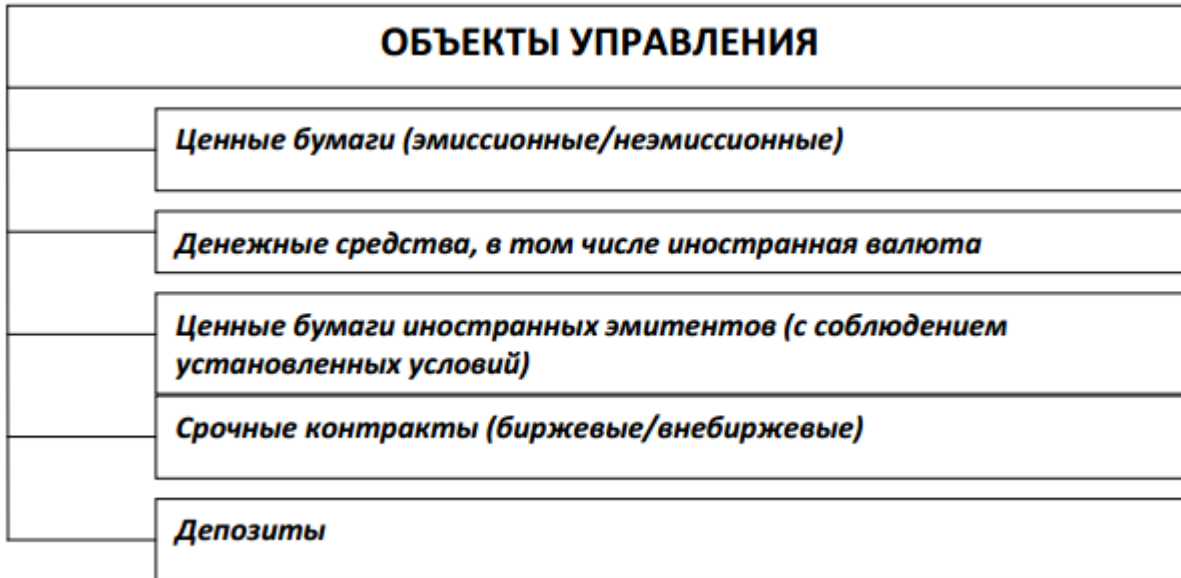 ОБЪЕКТЫ УПРАВЛЕНИЯ
Ценные бумаги (эмиссионные/неэмиссионные)
Денежные средства, в том числе иностранная валюта
Ценные бумаги иностранных эмитентов (с соблюдением
установленных условий)
Срочные контракты (биржевые/внебиржевые)
Депозиты